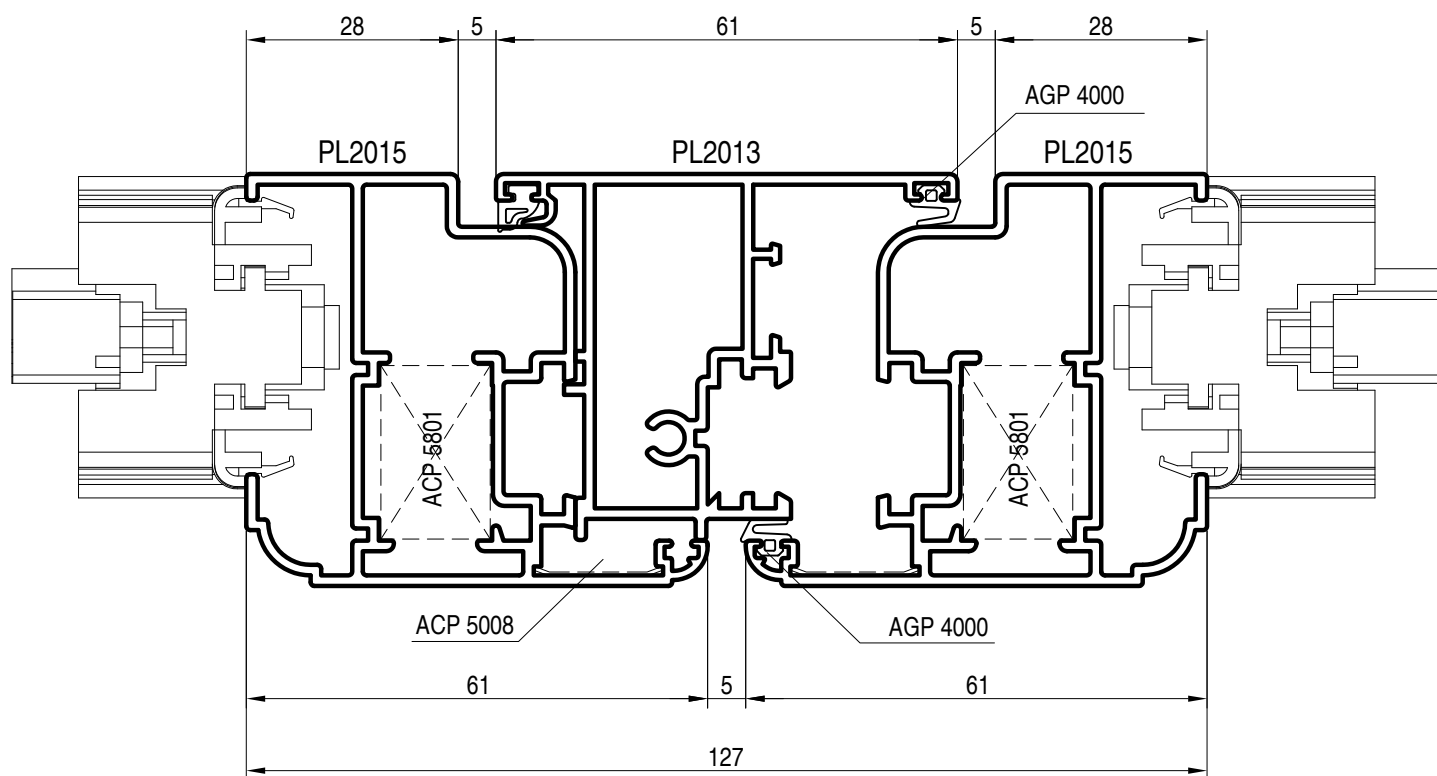 28 5 61 5 28
AGP 4000
PL2015 PL2013 PL2015
ACP 5801 ACP 5801
ACP 5008 AGP 4000
61 5 61
127